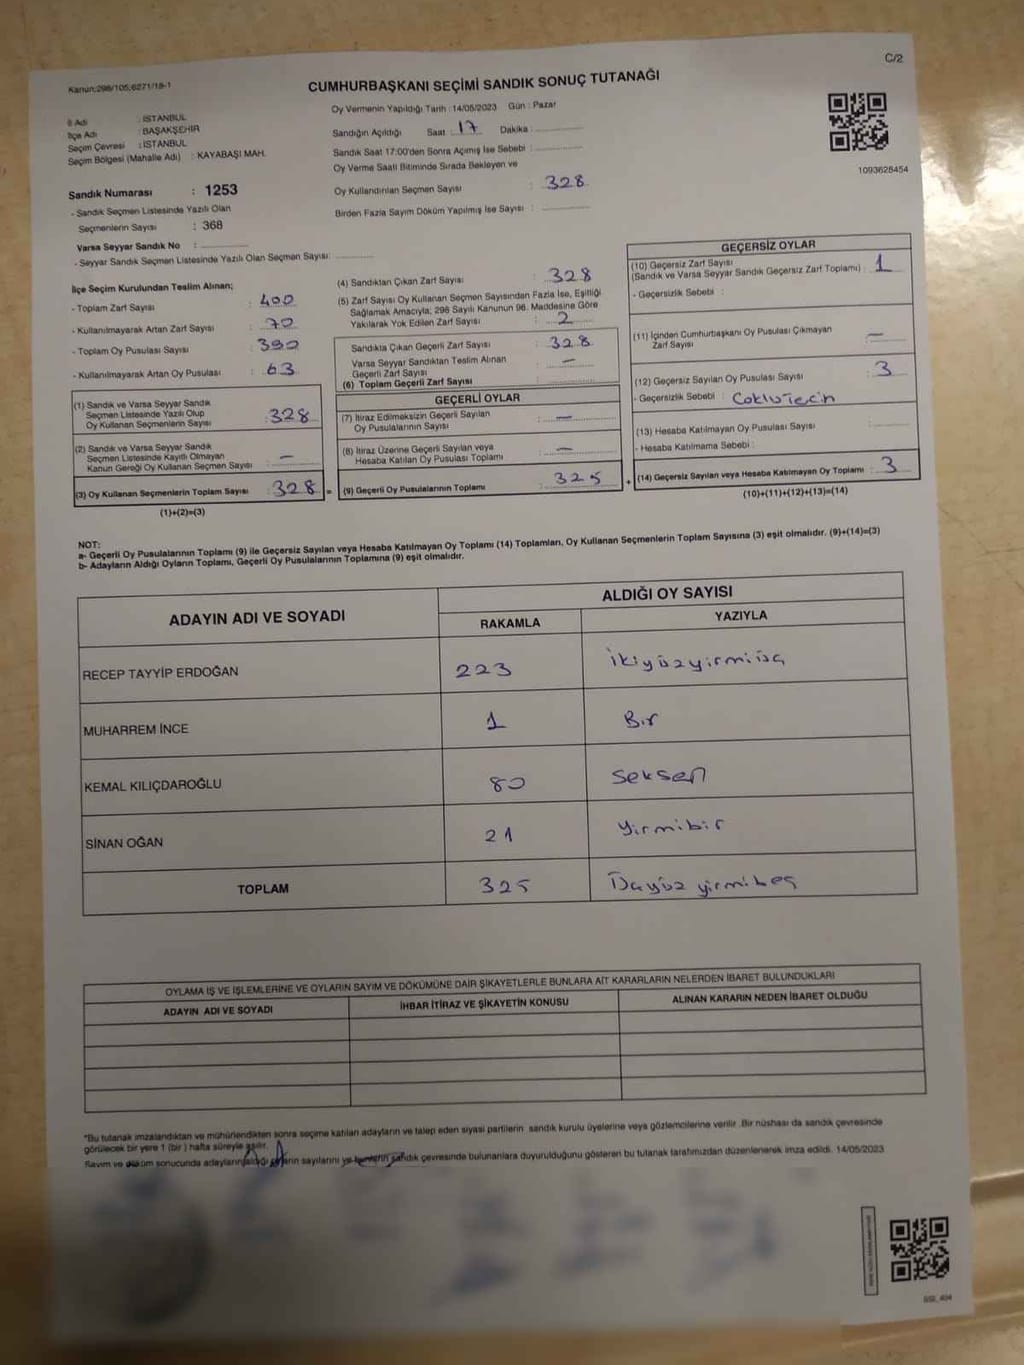 C/2
Kanun:298/105,6271/18-1
CUMHURBAŞKANI SEÇİMİ SANDIK SONUÇ TUTANAĞI
İl Adı : İSTANBUL
İlçe Adı : BAŞAKŞEHİR
Seçim Çevresi : İSTANBUL
Seçim Bölgesi (Mahalle Adı) : KAYABAŞI MAH.
Sandık Numarası : 1253
- Sandık Seçmen Listesinde Yazılı Olan
Seçmenlerin Sayısı : 368
Varsa Seyyar Sandık No :
- Seyyar Sandık Seçmen Listesinde Yazılı Olan Seçmen Sayısı:
Oy Vermenin Yapıldığı Tarih : 14/05/2023 Gün : Pazar
Sandığın Açıldığı Saat : 17 Dakika :
Sandık Saat 17:00'den Sonra Açılmış İse Sebebi :
Oy Verme Saati Bitiminde Sırada Bekleyen ve
Oy Kullandırılan Seçmen Sayısı : 328
Birden Fazla Sayım Döküm Yapılmış İse Sayısı :
1093628454
İlçe Seçim Kurulundan Teslim Alınan;
- Toplam Zarf Sayısı : 400
- Kullanılmayarak Artan Zarf Sayısı : 70
- Toplam Oy Pusulası Sayısı : 390
- Kullanılmayarak Artan Oy Pusulası : 63
(1) Sandık ve Varsa Seyyar Sandık
Seçmen Listesinde Yazılı Olup
Oy Kullanan Seçmenlerin Sayısı : 328
(2) Sandık ve Varsa Seyyar Sandık
Seçmen Listesinde Kayıtlı Olmayan
Kanun Gereği Oy Kullanan Seçmen Sayısı : —
(3) Oy Kullanan Seçmenlerin Toplam Sayısı : 328 =
(1)+(2)=(3)
(4) Sandıktan Çıkan Zarf Sayısı : 328
(5) Zarf Sayısı Oy Kullanan Seçmen Sayısından Fazla İse, Eşitliği
Sağlamak Amacıyla; 298 Sayılı Kanunun 98. Maddesine Göre
Yakılarak Yok Edilen Zarf Sayısı : 2
Sandıkta Çıkan Geçerli Zarf Sayısı : 328
Varsa Seyyar Sandıktan Teslim Alınan
Geçerli Zarf Sayısı : —
(6) Toplam Geçerli Zarf Sayısı :
GEÇERLİ OYLAR
(7) İtiraz Edilmeksizin Geçerli Sayılan
Oy Pusulalarının Sayısı : —
(8) İtiraz Üzerine Geçerli Sayılan veya
Hesaba Katılan Oy Pusulası Toplamı : —
(9) Geçerli Oy Pusulalarının Toplamı : 325 +
GEÇERSİZ OYLAR
(10) Geçersiz Zarf Sayısı
(Sandık ve Varsa Seyyar Sandık Geçersiz Zarf Toplamı) : 1
- Geçersizlik Sebebi :
(11) İçinden Cumhurbaşkanı Oy Pusulası Çıkmayan
Zarf Sayısı : —
(12) Geçersiz Sayılan Oy Pusulası Sayısı : 3
- Geçersizlik Sebebi :
(13) Hesaba Katılmayan Oy Pusulası Sayısı :
- Hesaba Katılmama Sebebi :
(14) Geçersiz Sayılan veya Hesaba Katılmayan Oy Toplamı : 3
(10)+(11)+(12)+(13)=(14)
NOT:
a- Geçerli Oy Pusulalarının Toplamı (9) ile Geçersiz Sayılan veya Hesaba Katılmayan Oy Toplamı (14) Toplamları, Oy Kullanan Seçmenlerin Toplam Sayısına (3) eşit olmalıdır. (9)+(14)=(3)
b- Adayların Aldığı Oyların Toplamı, Geçerli Oy Pusulalarının Toplamına (9) eşit olmalıdır.
ADAYIN ADI VE SOYADI
ALDIĞI OY SAYISI
RAKAMLA YAZIYLA
RECEP TAYYİP ERDOĞAN 223 İkiyüzyirmiüç
MUHARREM İNCE 1 Bir
KEMAL KILIÇDAROĞLU 80 Seksen
SİNAN OĞAN 21 Yirmibir
TOPLAM 325 Üçyüz yirmibeş
OYLAMA İŞ VE İŞLEMLERİNE VE OYLARIN SAYIM VE DÖKÜMÜNE DAİR ŞİKAYETLERLE BUNLARA AİT KARARLARIN NELERDEN İBARET BULUNDUKLARI
ADAYIN ADI VE SOYADI İHBAR İTİRAZ VE ŞİKAYETİN KONUSU ALINAN KARARIN NEDEN İBARET OLDUĞU
*Bu tutanak imzalandıktan ve mühürlendikten sonra seçime katılan adayların ve talep eden siyasi partilerin sandık kurulu üyelerine veya gözlemcilerine verilir. Bir nüshası da sandık çevresinde
görülecek bir yere 1 (bir) hafta süreyle asılır.
Sayım ve döküm sonucunda adayların aldığı oyların sayılarını ve sandık çevresinde bulunanlara duyurulduğunu gösteren bu tutanak tarafımızdan düzenlenerek imza edildi. 14/05/2023